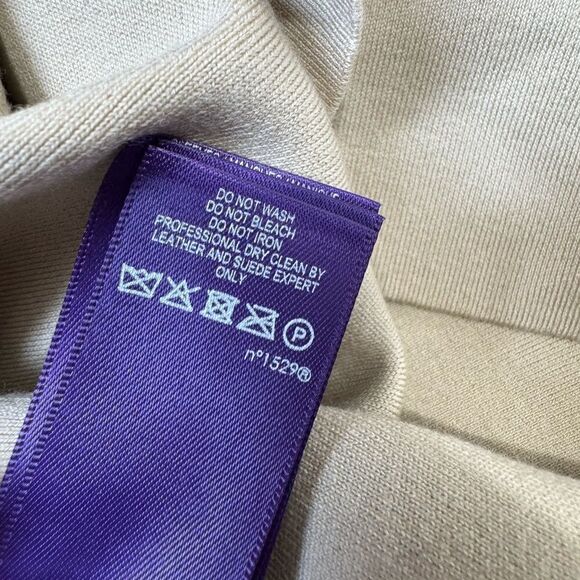 DO NOT WASH
DO NOT BLEACH
DO NOT IRON
PROFESSIONAL DRY CLEAN BY
LEATHER AND SUEDE EXPERT
ONLY
P
n°1529®